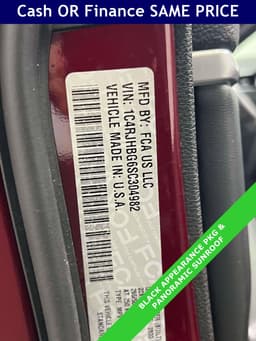 Cash OR Finance SAME PRICE
MFD BY: FCA US LLC
VIN: 1C4RJHBG6SC304982
VEHICLE MADE IN: U.S.A.
BLACK APPEARANCE PKG &
PANORAMIC SUNROOF